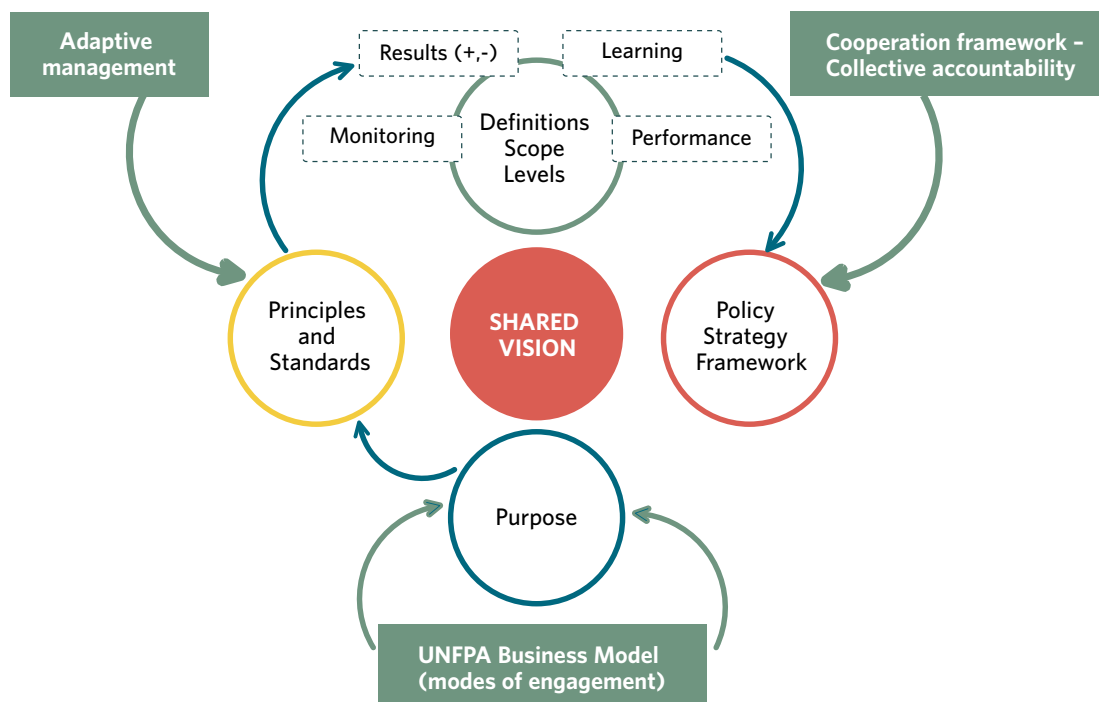 Adaptive
management
Results (+,-)
Learning
Cooperation framework –
Collective accountability
Monitoring
Definitions
Scope
Levels
Performance
Principles
and
Standards
SHARED
VISION
Policy
Strategy
Framework
Purpose
UNFPA Business Model
(modes of engagement)